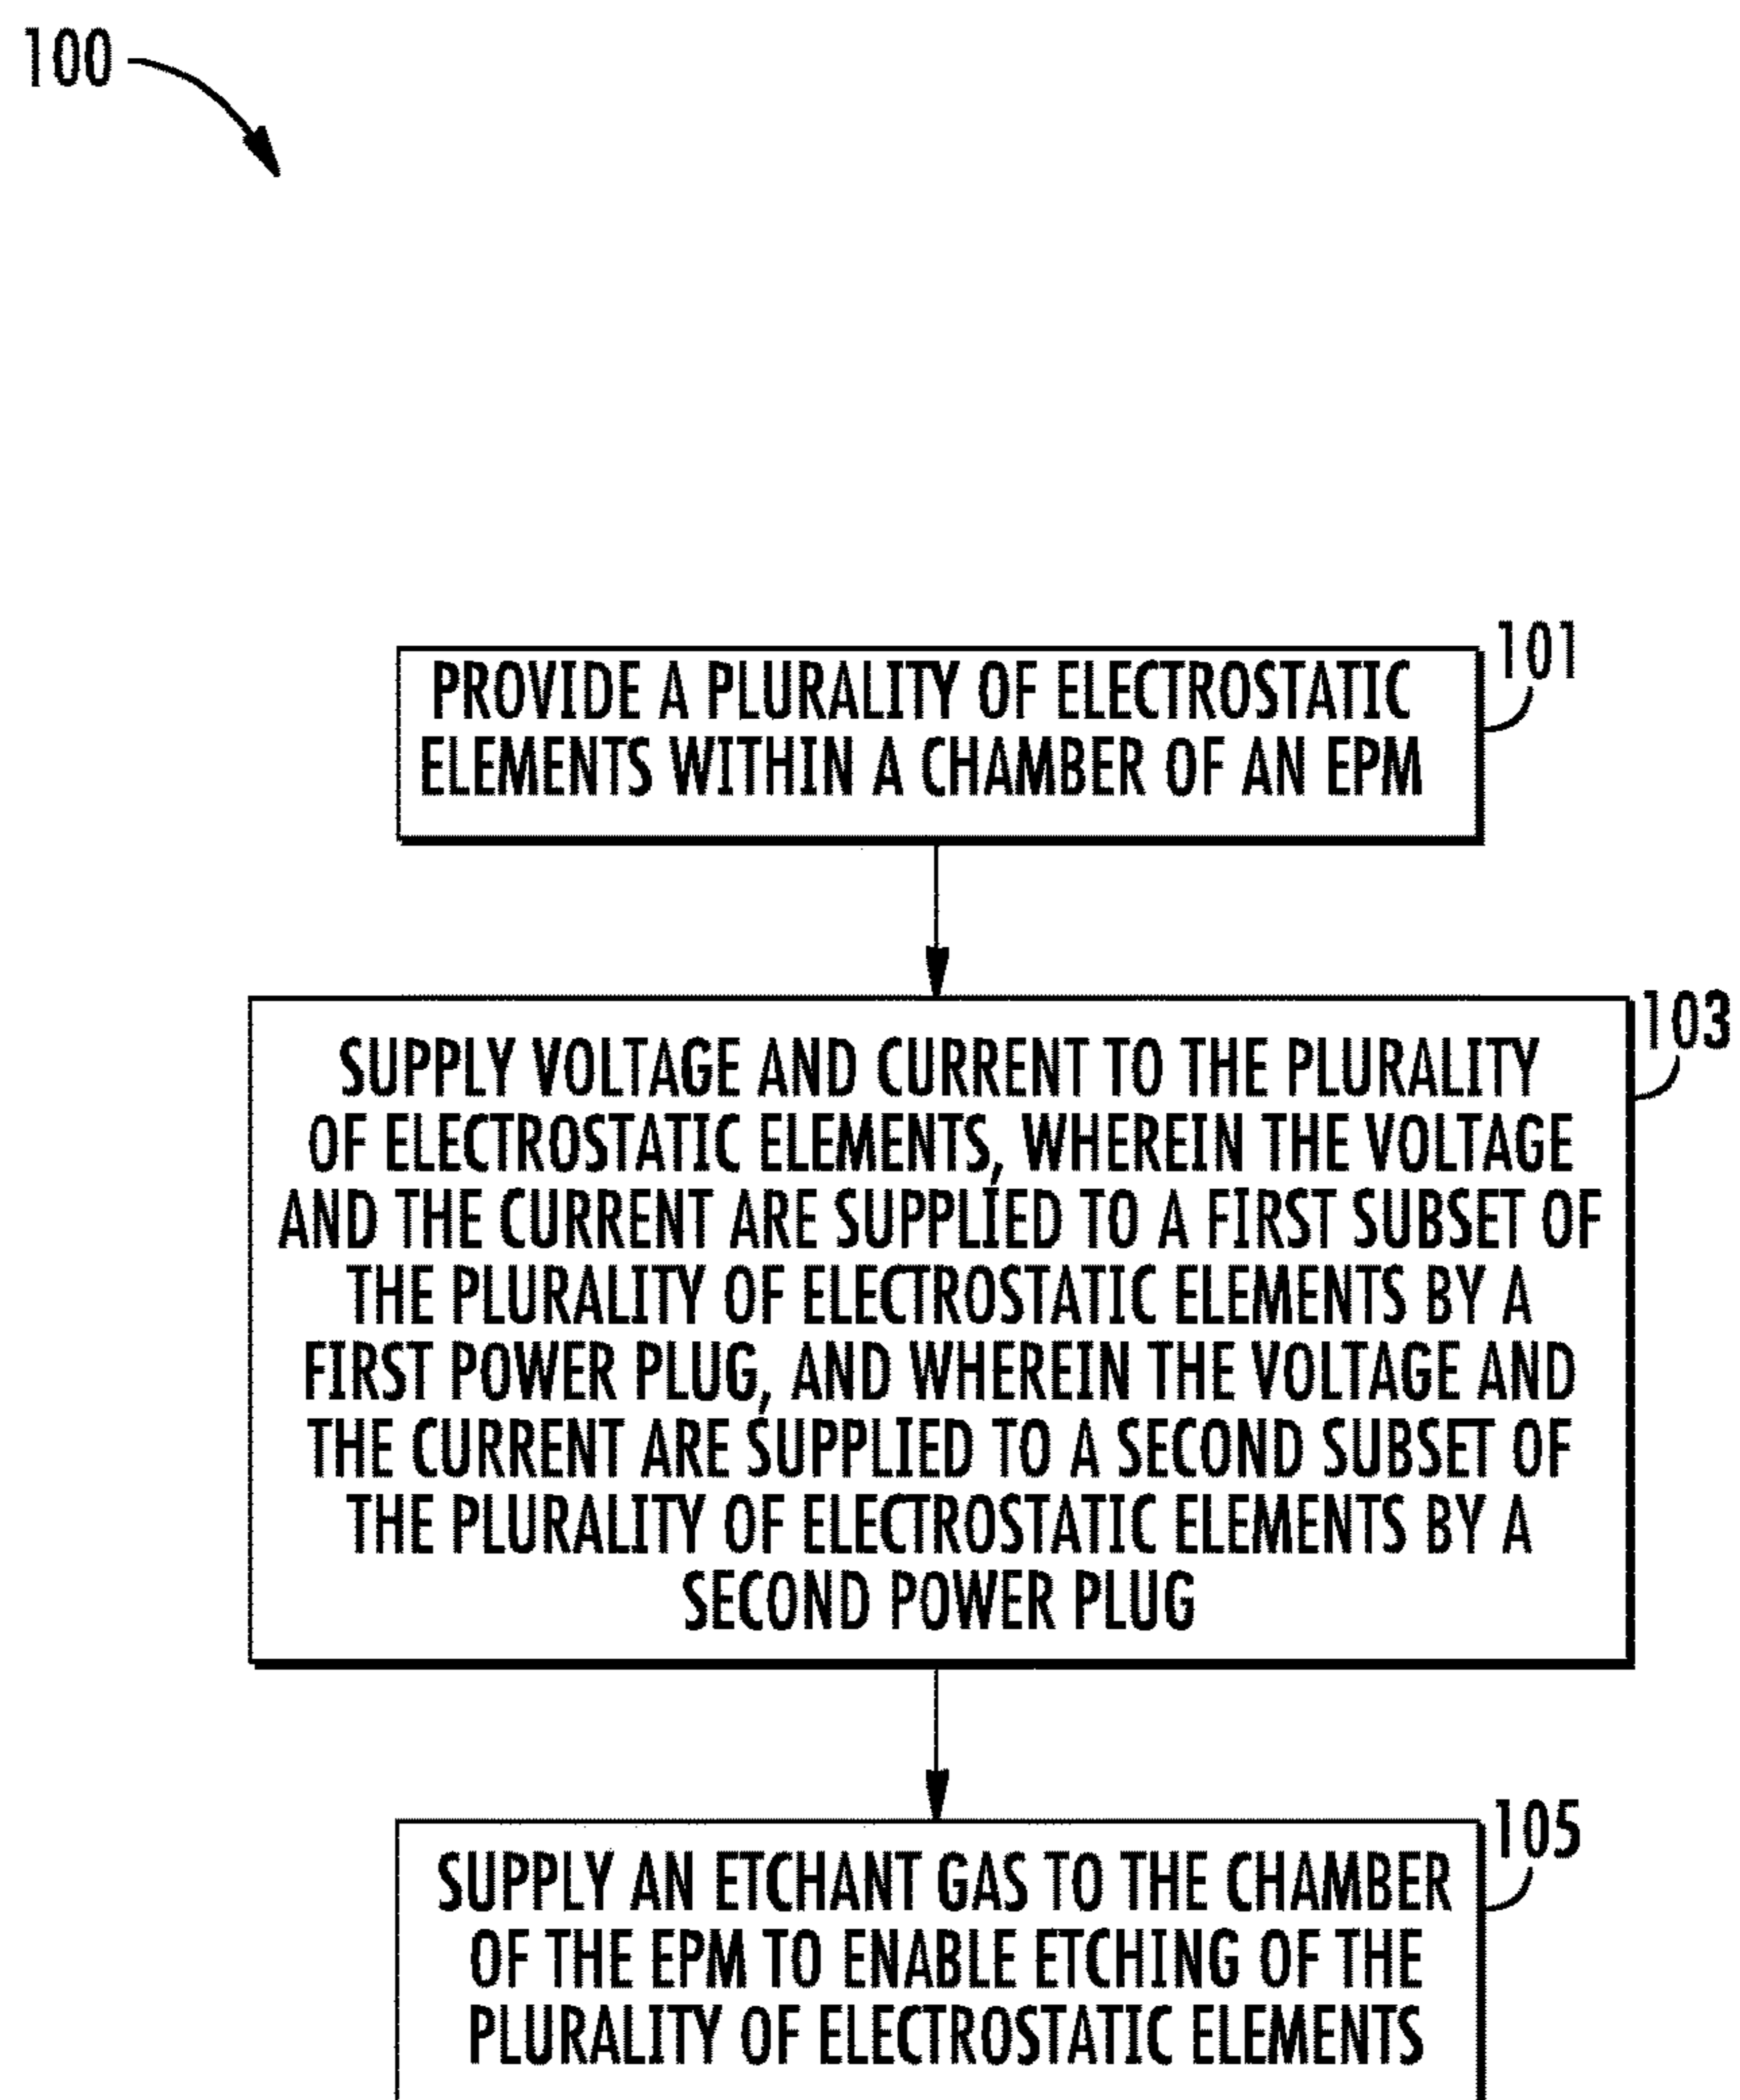 100
101
PROVIDE A PLURALITY OF ELECTROSTATIC
ELEMENTS WITHIN A CHAMBER OF AN EPM
103
SUPPLY VOLTAGE AND CURRENT TO THE PLURALITY
OF ELECTROSTATIC ELEMENTS, WHEREIN THE VOLTAGE
AND THE CURRENT ARE SUPPLIED TO A FIRST SUBSET OF
THE PLURALITY OF ELECTROSTATIC ELEMENTS BY A
FIRST POWER PLUG, AND WHEREIN THE VOLTAGE AND
THE CURRENT ARE SUPPLIED TO A SECOND SUBSET OF
THE PLURALITY OF ELECTROSTATIC ELEMENTS BY A
SECOND POWER PLUG
105
SUPPLY AN ETCHANT GAS TO THE CHAMBER
OF THE EPM TO ENABLE ETCHING OF THE
PLURALITY OF ELECTROSTATIC ELEMENTS